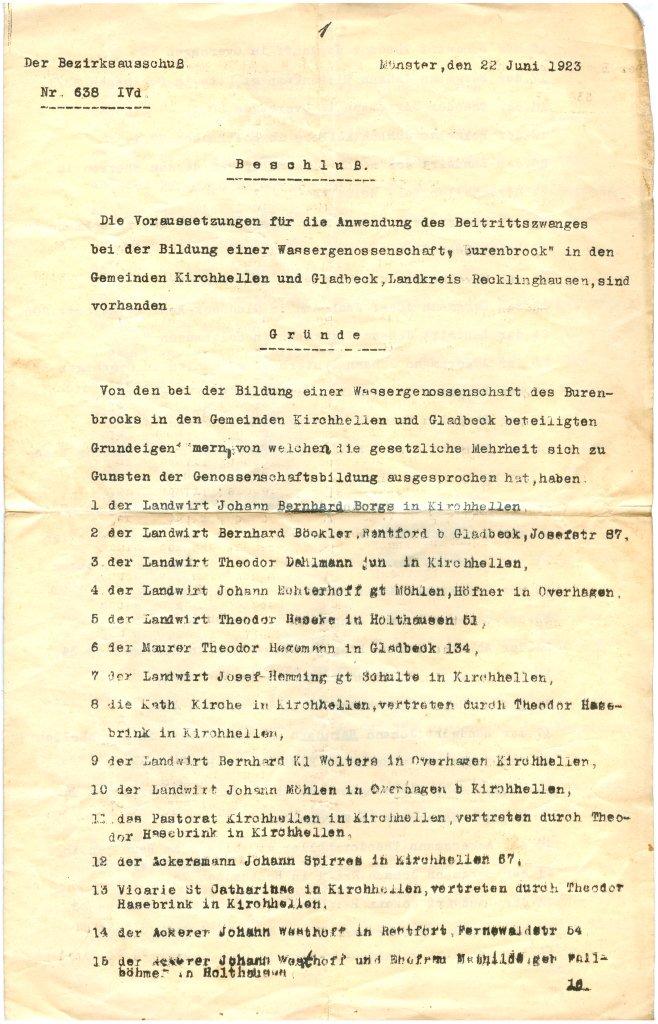 1
Der Bezirksausschuß. Münster,den 22 Juni 1923
Nr. 638 IVd.
Beschluß.
Die Voraussetzungen für die Anwendung des Beitrittszwanges
bei der Bildung einer Wassergenossenschaft, Burenbrock" in den
Gemeinden Kirchhellen und Gladbeck,Landkreis Recklinghausen,sind
vorhanden
Gründe
Von den bei der Bildung einer Wassergenossenschaft des Buren-
brocks in den Gemeinden Kirchhellen und Gladbeck beteiligten
Grundeigentümern,von welchen die gesetzliche Mehrheit sich zu
Gunsten der Genossenschaftsbildung ausgesprochen hat,haben.
1 der Landwirt Johann Bernhard Borgs in Kirchhellen,
2 der Landwirt Bernhard Böckler,Rentford b Gladbeck,Josefstr 87,
3 der Landwirt Theodor Dahlmann jun in Kirchhellen,
4 der Landwirt Johann Echterhoff gt Möhlen,Höfner in Overhagen,
5 der Landwirt Theodor Haseke in Holthausen 51,
6 der Maurer Theodor Hegemann in Gladbeck 134,
7 der Landwirt Josef Hemming gt Schulte in Kirchhellen,
8 die Kath Kirche in Kirchhellen,vertreten durch Theodor Hase-
brink in Kirchhellen,
9 der Landwirt Bernhard Kl Wolters in Overhagen Kirchhellen,
10 der Landwirt Johann Möhlen in Overhagen b Kirchhellen,
11 das Pastorat Kirchhellen in Kirchhellen,vertreten durch Theo-
dor Hasebrink in Kirchhellen,
12 der Ackersmann Johann Spirres in Kirchhellen 67,
13 Vicarie St Catharinae in Kirchhellen,vertreten durch Theodor
Hasebrink in Kirchhellen,
14 der Ackerer Johann Westhoff in Rentfort, Fernewaldstr 54
15 der Ackerer Johann Westhoff und Ehefrau Mathilde geb
in Holthausen
16